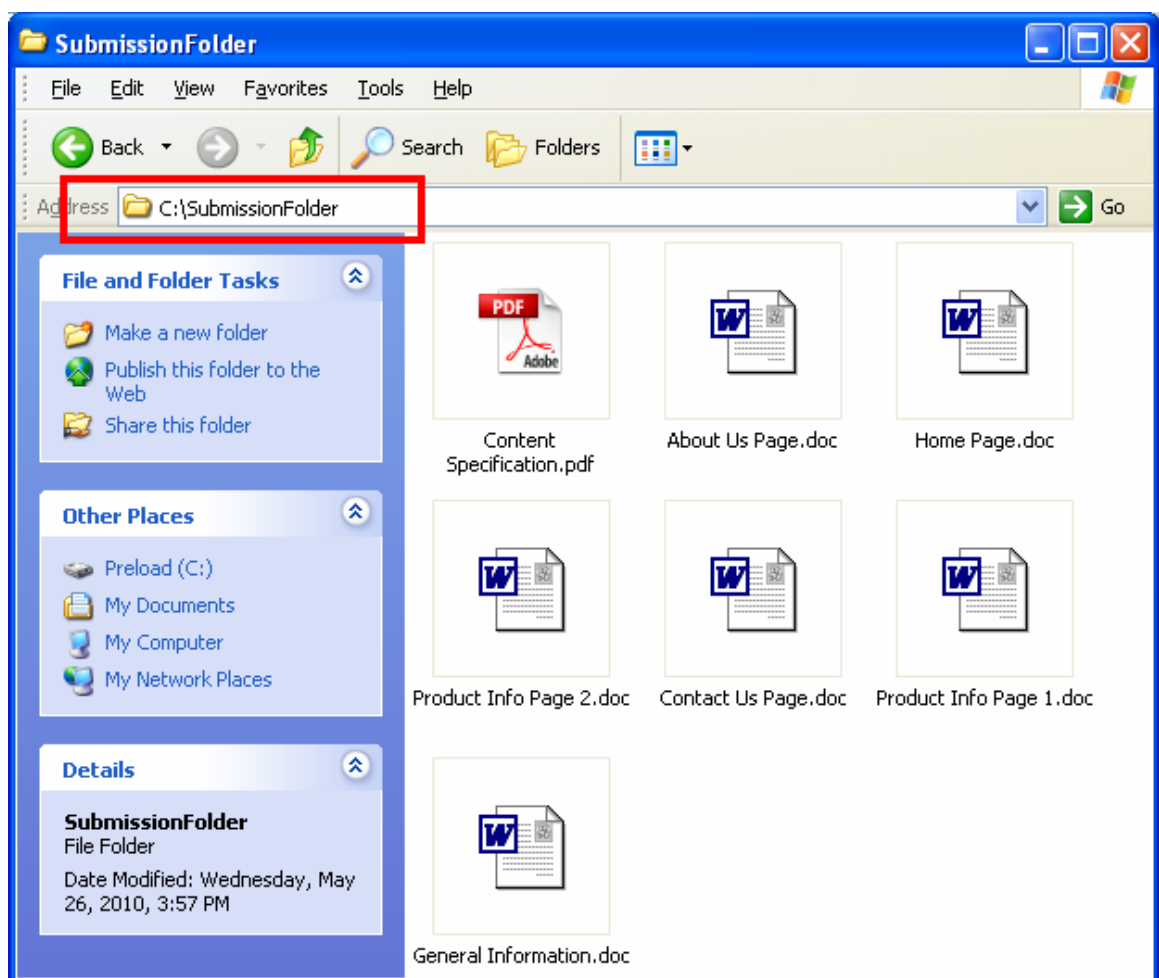 SubmissionFolder
File Edit View Favorites Tools Help
Back Search Folders
Address C:\SubmissionFolder Go
File and Folder Tasks
Make a new folder
Publish this folder to the
Web
Share this folder
Other Places
Preload (C:)
My Documents
My Computer
My Network Places
Details
SubmissionFolder
File Folder
Date Modified: Wednesday, May
26, 2010, 3:57 PM
PDF
Adobe
Content
Specification.pdf
W
About Us Page.doc
W
Home Page.doc
W
Product Info Page 2.doc
W
Contact Us Page.doc
W
Product Info Page 1.doc
W
General Information.doc